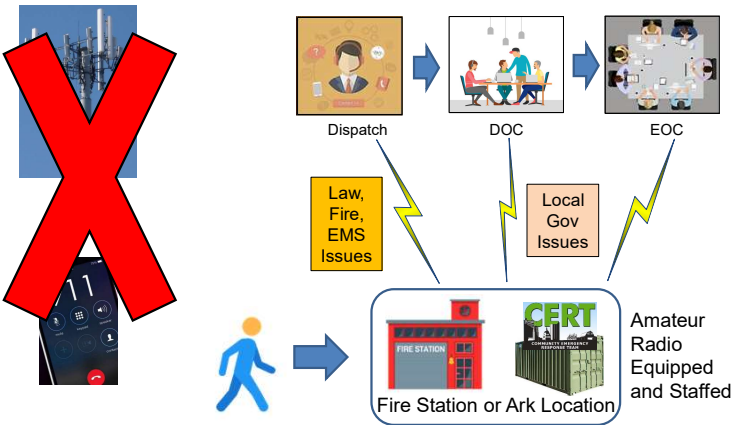 Dispatch
DOC
EOC
Law,
Fire,
EMS
Issues
Local
Gov
Issues
11
FIRE STATION
CERT
COMMUNITY EMERGENCY
RESPONSE TEAM
Amateur
Radio
Equipped
and Staffed
Fire Station or Ark Location